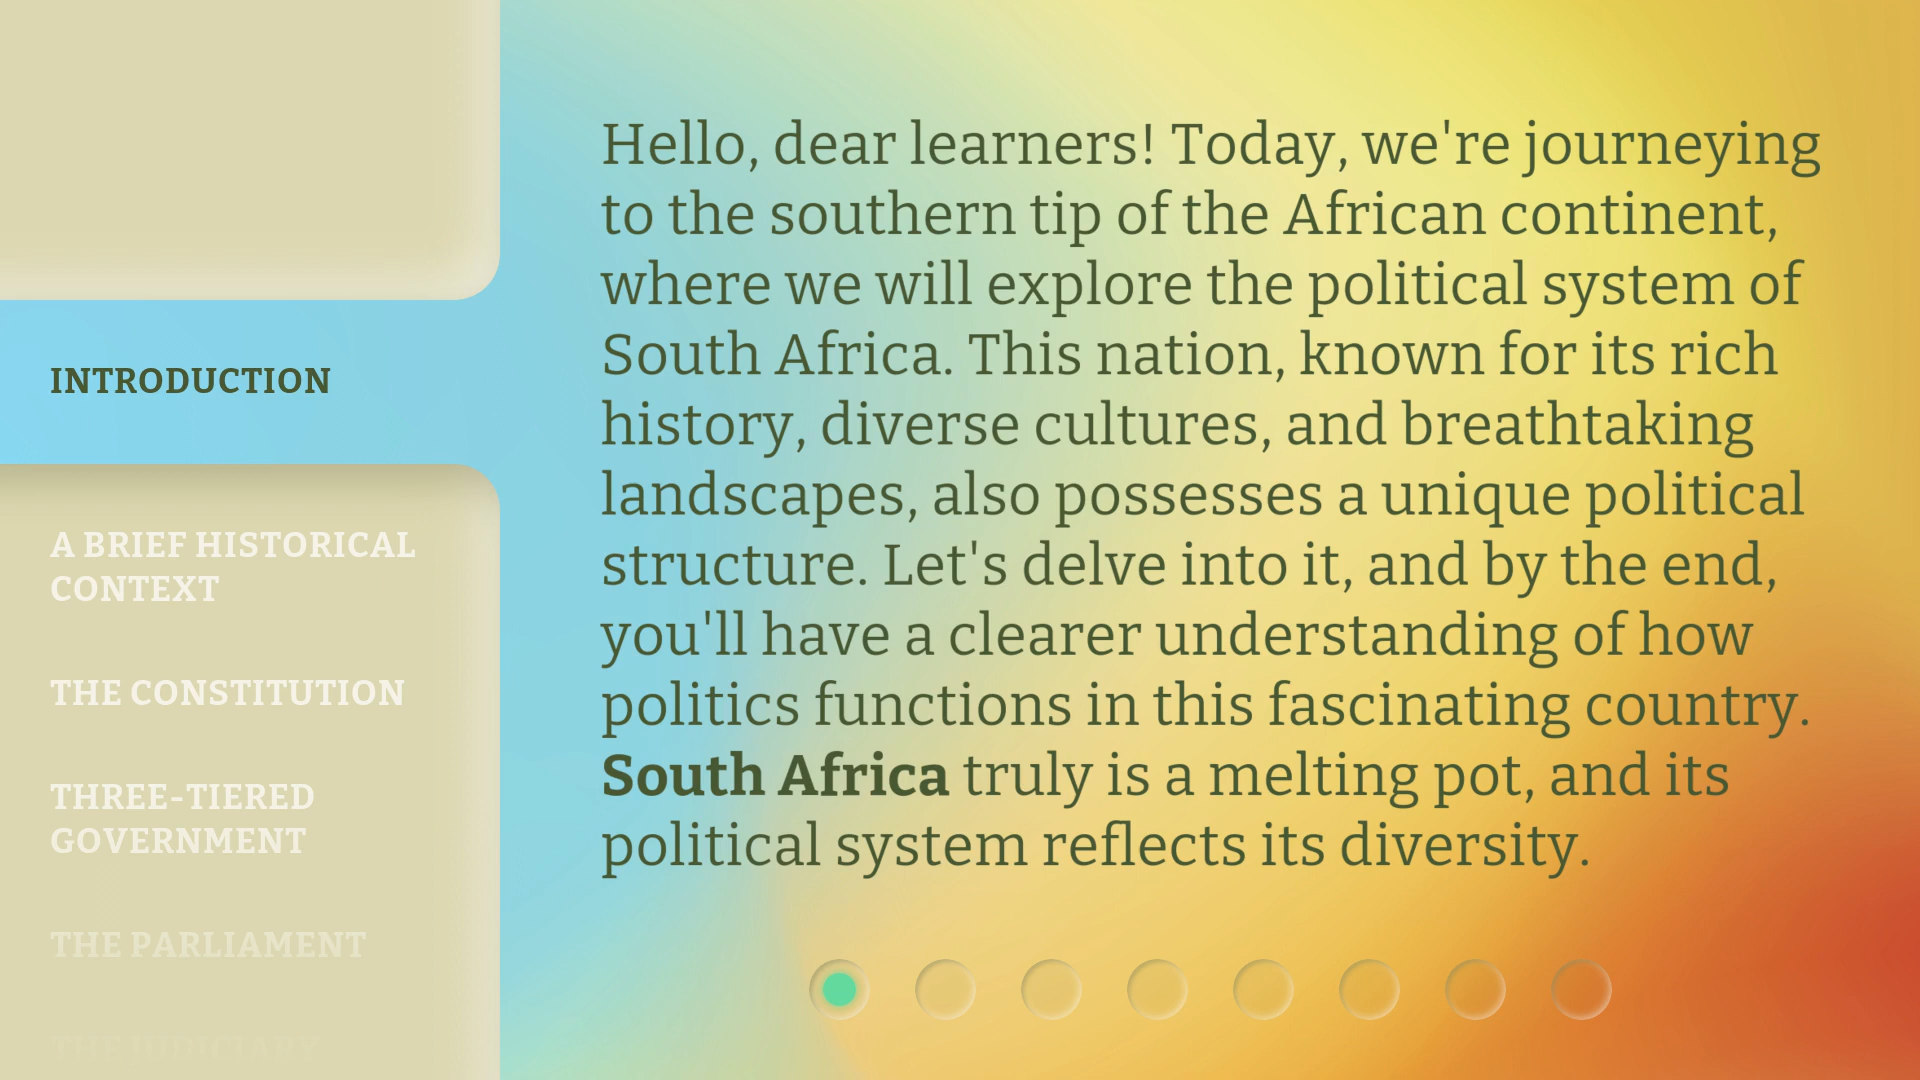 INTRODUCTION
A BRIEF HISTORICAL
CONTEXT
THE CONSTITUTION
THREE-TIERED
GOVERNMENT
THE PARLIAMENT
THE JUDICIARY
Hello, dear learners! Today, we're journeying
to the southern tip of the African continent,
where we will explore the political system of
South Africa. This nation, known for its rich
history, diverse cultures, and breathtaking
landscapes, also possesses a unique political
structure. Let's delve into it, and by the end,
you'll have a clearer understanding of how
politics functions in this fascinating country.
South Africa truly is a melting pot, and its
political system reflects its diversity.